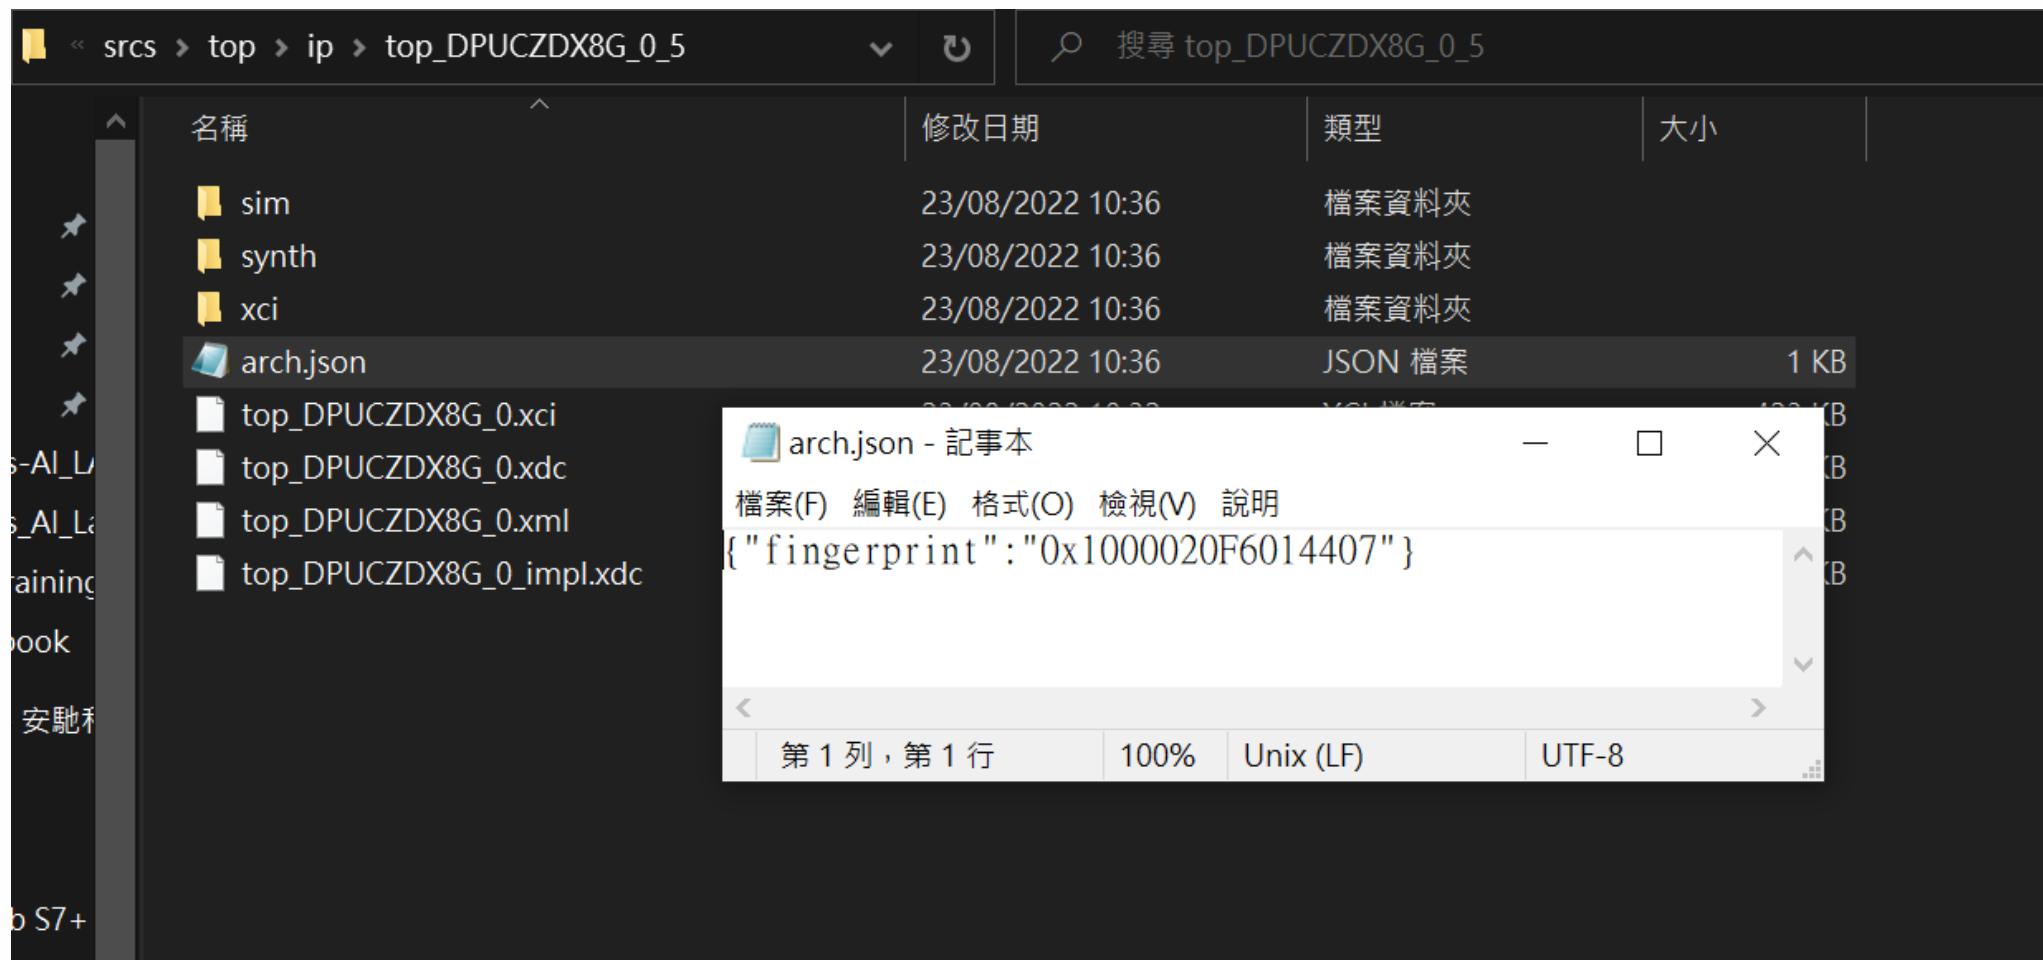 « srcs > top > ip > top_DPUCZDX8G_0_5
搜尋 top_DPUCZDX8G_0_5
名稱 修改日期 類型 大小
sim 23/08/2022 10:36 檔案資料夾
synth 23/08/2022 10:36 檔案資料夾
xci 23/08/2022 10:36 檔案資料夾
arch.json 23/08/2022 10:36 JSON 檔案 1 KB
top_DPUCZDX8G_0.xci
top_DPUCZDX8G_0.xdc
top_DPUCZDX8G_0.xml
top_DPUCZDX8G_0_impl.xdc
arch.json - 記事本
檔案(F) 編輯(E) 格式(O) 檢視(V) 說明
{"fingerprint":"0x1000020F6014407"}
第 1 列，第 1 行 100% Unix (LF) UTF-8
安馳
S7+